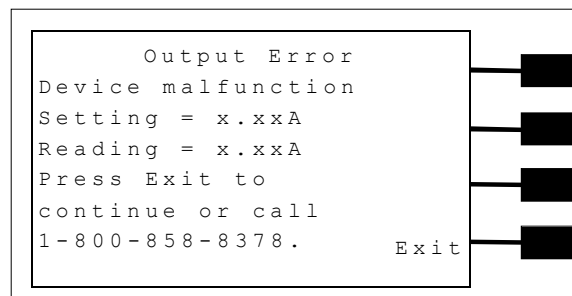 Output Error
Device malfunction
Setting = x.xxA
Reading = x.xxA
Press Exit to
continue or call
1-800-858-8378.
Exit